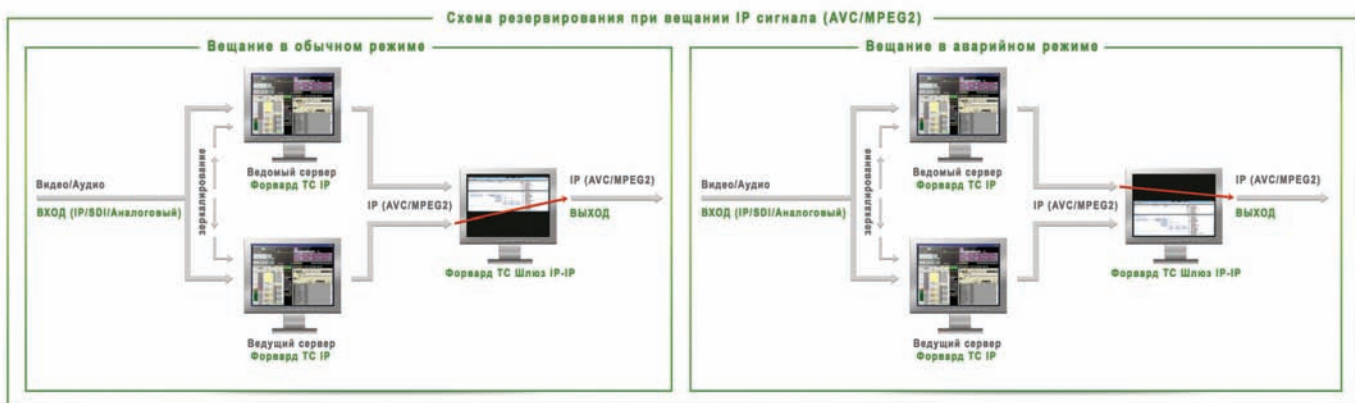 Схема резервирования при вещании IP сигнала (AVC/MPEG2)
Вещание в обычном режиме
Видео/Аудио
ВХОД (IP/SDI/Аналоговый)
зеркалирование
Ведомый сервер
Форвард ТС IP
IP (AVC/MPEG2)
Ведущий сервер
Форвард ТС IP
Форвард ТС Шлюз IP-IP
IP (AVC/MPEG2)
ВЫХОД
Вещание в аварийном режиме
Видео/Аудио
ВХОД (IP/SDI/Аналоговый)
зеркалирование
Ведомый сервер
Форвард ТС IP
IP (AVC/MPEG2)
Ведущий сервер
Форвард ТС IP
Форвард ТС Шлюз IP-IP
IP (AVC/MPEG2)
ВЫХОД